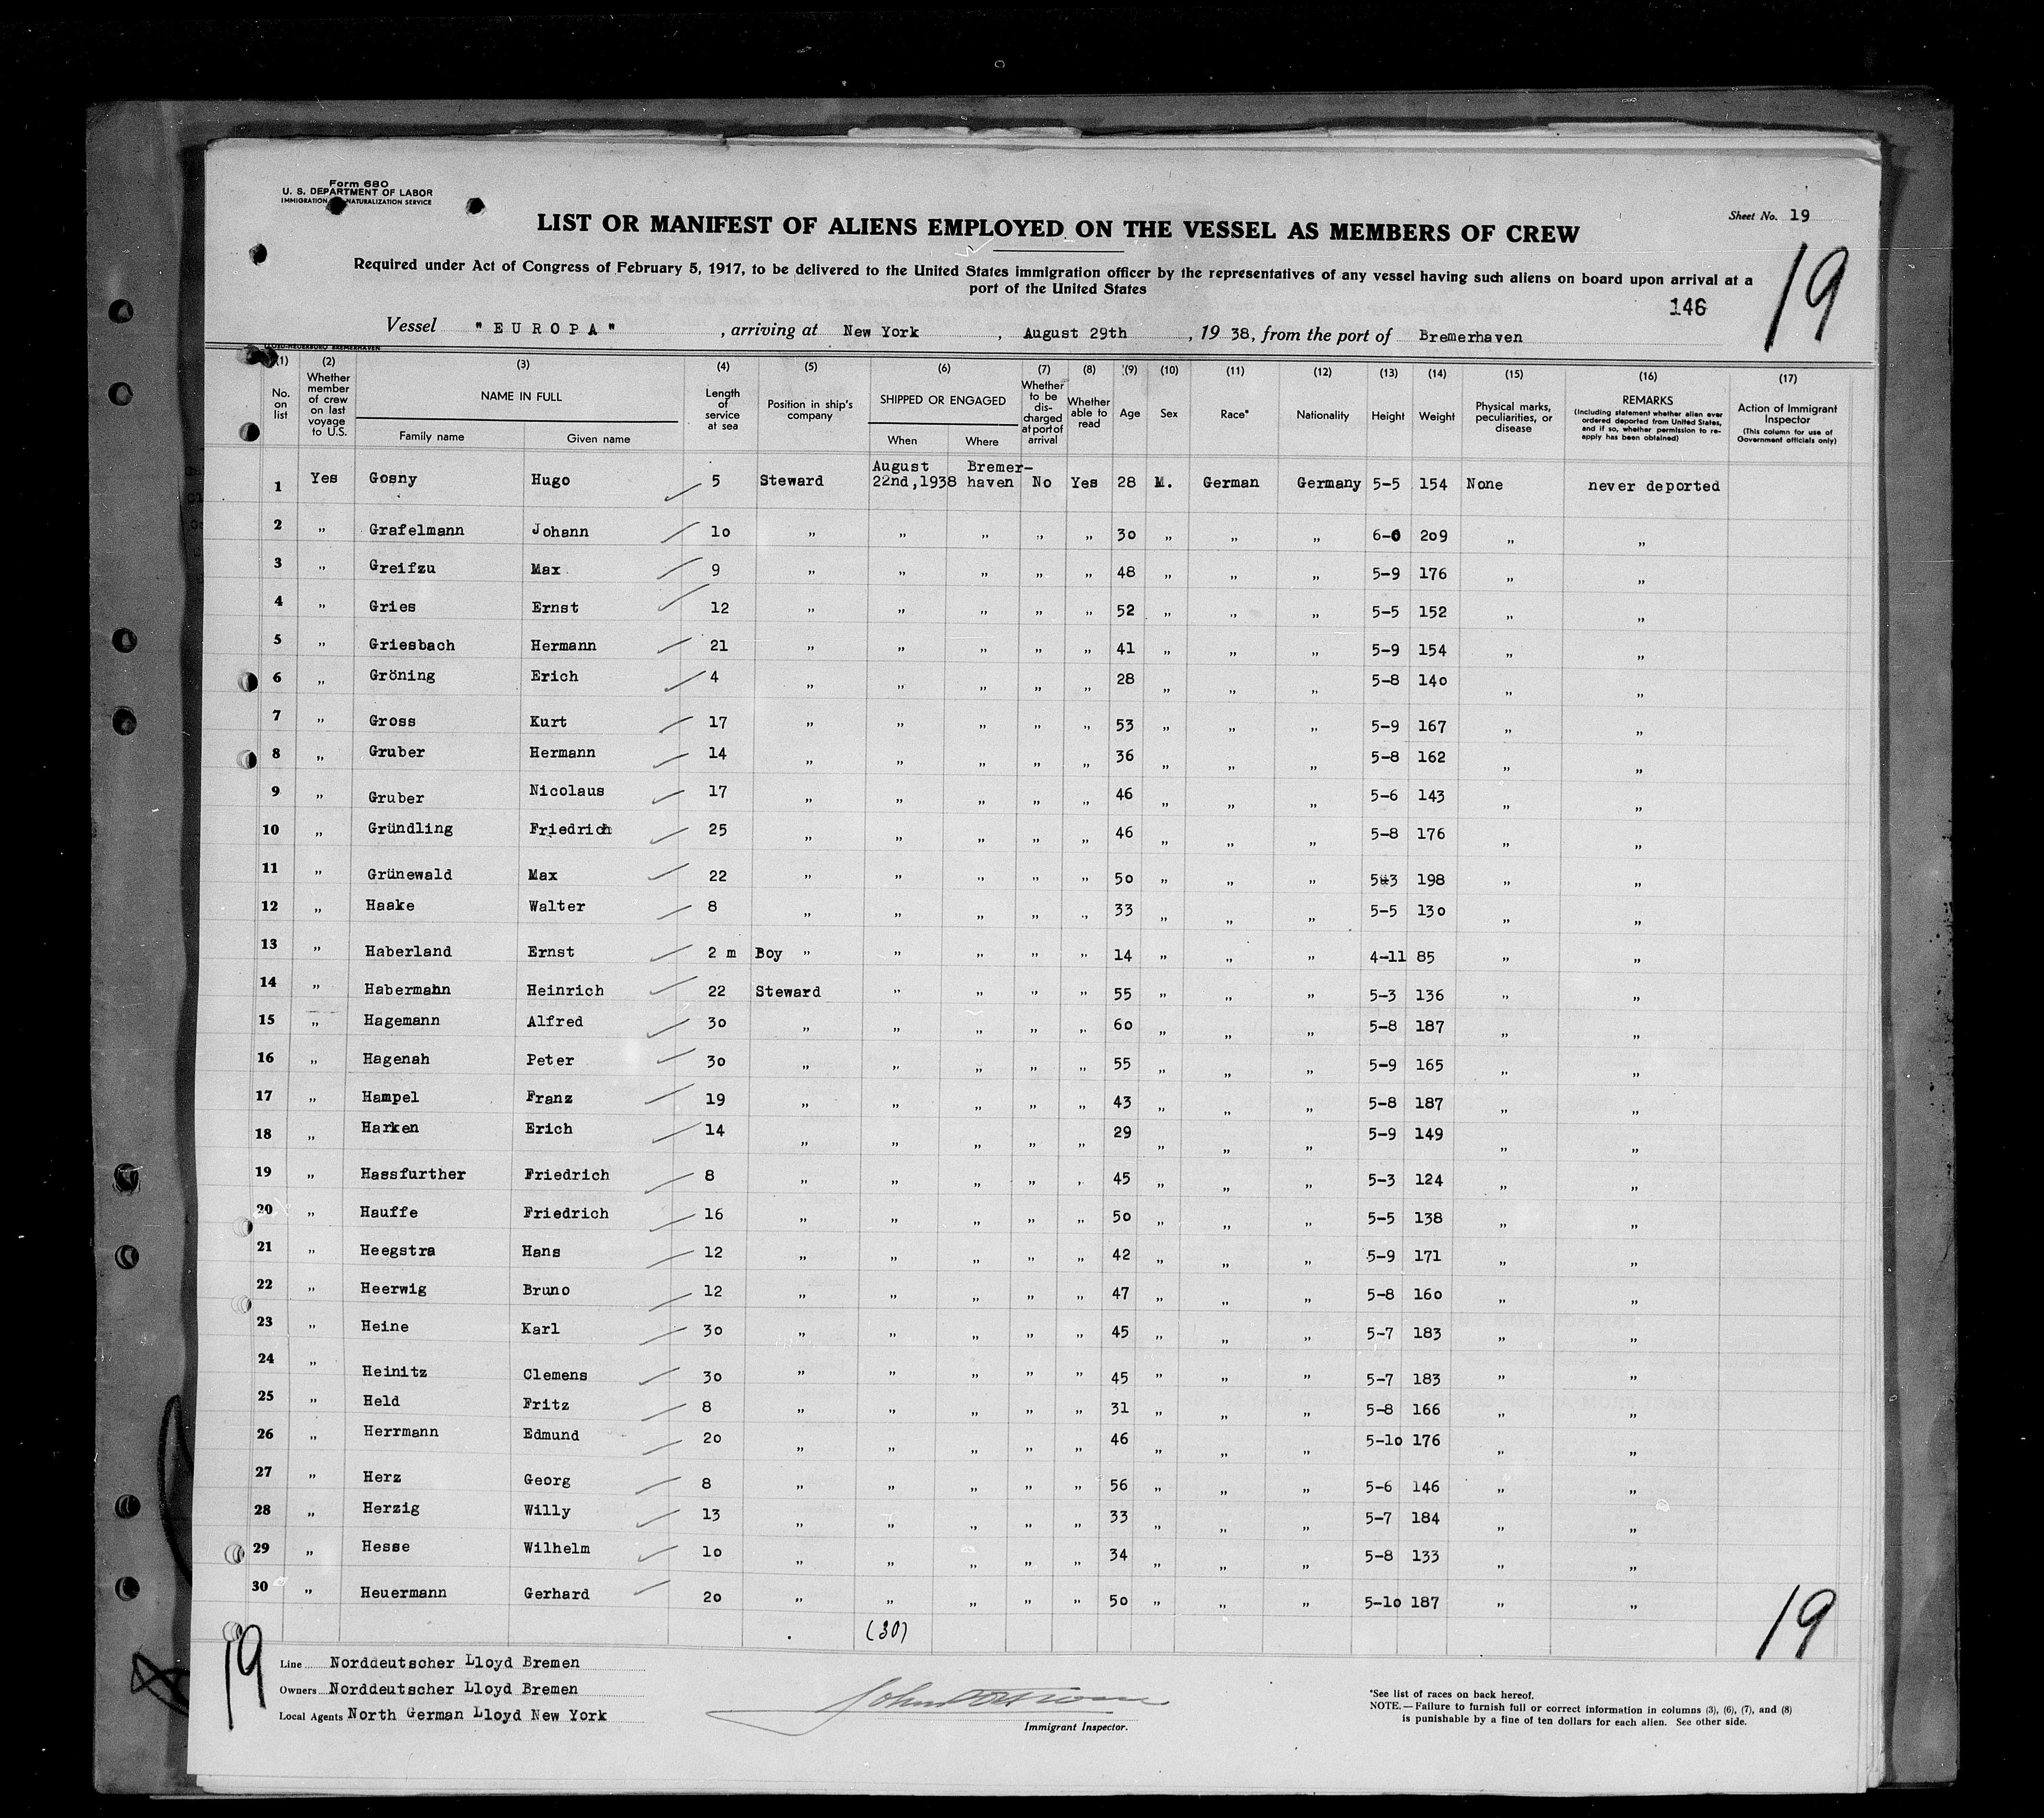 Form 680
U. S. DEPARTMENT OF LABOR
IMMIGRATION NATURALIZATION SERVICE
Sheet No. 19
LIST OR MANIFEST OF ALIENS EMPLOYED ON THE VESSEL AS MEMBERS OF CREW
19
Required under Act of Congress of February 5, 1917, to be delivered to the United States immigration officer by the representatives of any vessel having such aliens on board upon arrival at a
port of the United States
146
Vessel "EUROPA", arriving at New York, August 29th, 1938, from the port of Bremerhaven
(1) No. on list (2) Whether member of crew on last voyage to U.S. (3) NAME IN FULL Family name Given name (4) Length of service at sea (5) Position in ship's company (6) SHIPPED OR ENGAGED When Where (7) Whether to be discharged at port of arrival (8) Whether able to read (9) Age (10) Sex (11) Race* (12) Nationality (13) Height (14) Weight (15) Physical marks, peculiarities, or disease (16) REMARKS (Including statement whether alien ever ordered deported from United States, and if so, whether permission to re-apply has been obtained) (17) Action of Immigrant Inspector (This column for use of Government officials only)
1 Yes Gosny Hugo 5 Steward August 22nd,1938 Bremer-haven No Yes 28 M. German Germany 5-5 154 None never deported
2 " Grafelmann Johann 10 " " " " " 30 " " " 6-0 209 " "
3 " Greifzu Max 9 " " " " " 48 " " " 5-9 176 " "
4 " Gries Ernst 12 " " " " " 52 " " " 5-5 152 " "
5 " Griesbach Hermann 21 " " " " " 41 " " " 5-9 154 " "
6 " Gröning Erich 4 " " " " " 28 " " " 5-8 140 " "
7 " Gross Kurt 17 " " " " " 53 " " " 5-9 167 " "
8 " Gruber Hermann 14 " " " " " 36 " " " 5-8 162 " "
9 " Gruber Nicolaus 17 " " " " " 46 " " " 5-6 143 " "
10 " Gründling Friedrich 25 " " " " " 46 " " " 5-8 176 " "
11 " Grünewald Max 22 " " " " " 50 " " " 5-3 198 " "
12 " Haake Walter 8 " " " " " 33 " " " 5-5 130 " "
13 " Haberland Ernst 2 m Boy " " " " " 14 " " " 4-11 85 " "
14 " Habermann Heinrich 22 Steward " " " " 55 " " " 5-3 136 " "
15 " Hagemann Alfred 30 " " " " " 60 " " " 5-8 187 " "
16 " Hagenah Peter 30 " " " " " 55 " " " 5-9 165 " "
17 " Hampel Franz 19 " " " " " 43 " " " 5-8 187 " "
18 " Harken Erich 14 " " " " " 29 " " " 5-9 149 " "
19 " Hassfurther Friedrich 8 " " " " " 45 " " " 5-3 124 " "
20 " Hauffe Friedrich 16 " " " " " 50 " " " 5-5 138 " "
21 " Heegstra Hans 12 " " " " " 42 " " " 5-9 171 " "
22 " Heerwig Bruno 12 " " " " " 47 " " " 5-8 160 " "
23 " Heine Karl 30 " " " " " 45 " " " 5-7 183 " "
24 " Heinitz Clemens 30 " " " " " 45 " " " 5-7 183 " "
25 " Held Fritz 8 " " " " " 31 " " " 5-8 166 " "
26 " Herrmann Edmund 20 " " " " " 46 " " " 5-10 176 " "
27 " Herz Georg 8 " " " " " 56 " " " 5-6 146 " "
28 " Herzig Willy 13 " " " " " 33 " " " 5-7 184 " "
29 " Hesse Wilhelm 10 " " " " " 34 " " " 5-8 133 " "
30 " Heuermann Gerhard 20 " " " " " 50 " " " 5-10 187 " "
(30)
19
19
Line Norddeutscher Lloyd Bremen
Owners Norddeutscher Lloyd Bremen
Local Agents North German Lloyd New York
Immigrant Inspector.
*See list of races on back hereof.
NOTE.—Failure to furnish full or correct information in columns (3), (6), (7), and (8)
is punishable by a fine of ten dollars for each alien. See other side.